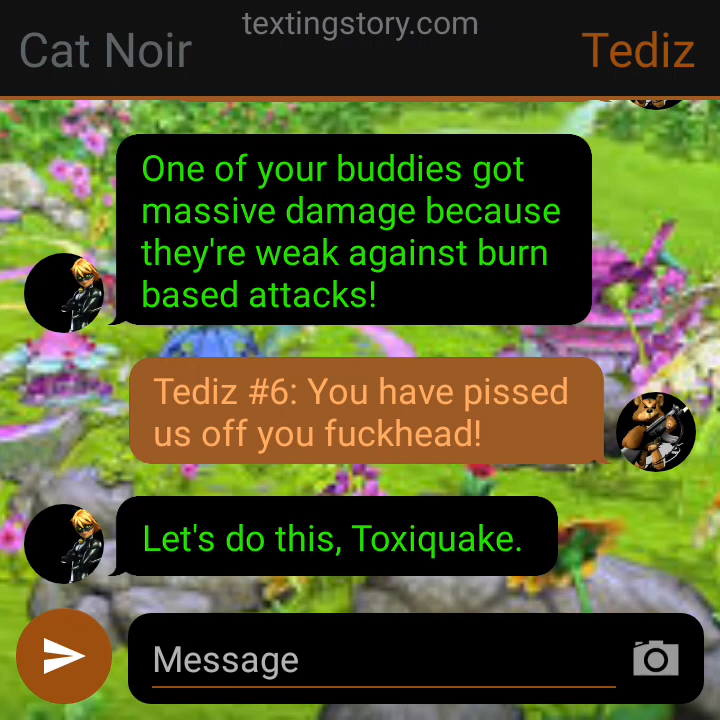 textingstory.com
Cat Noir
Tediz
One of your buddies got
massive damage because
they're weak against burn
based attacks!
Tediz #6: You have pissed
us off you fuckhead!
Let's do this, Toxiquake.
Message